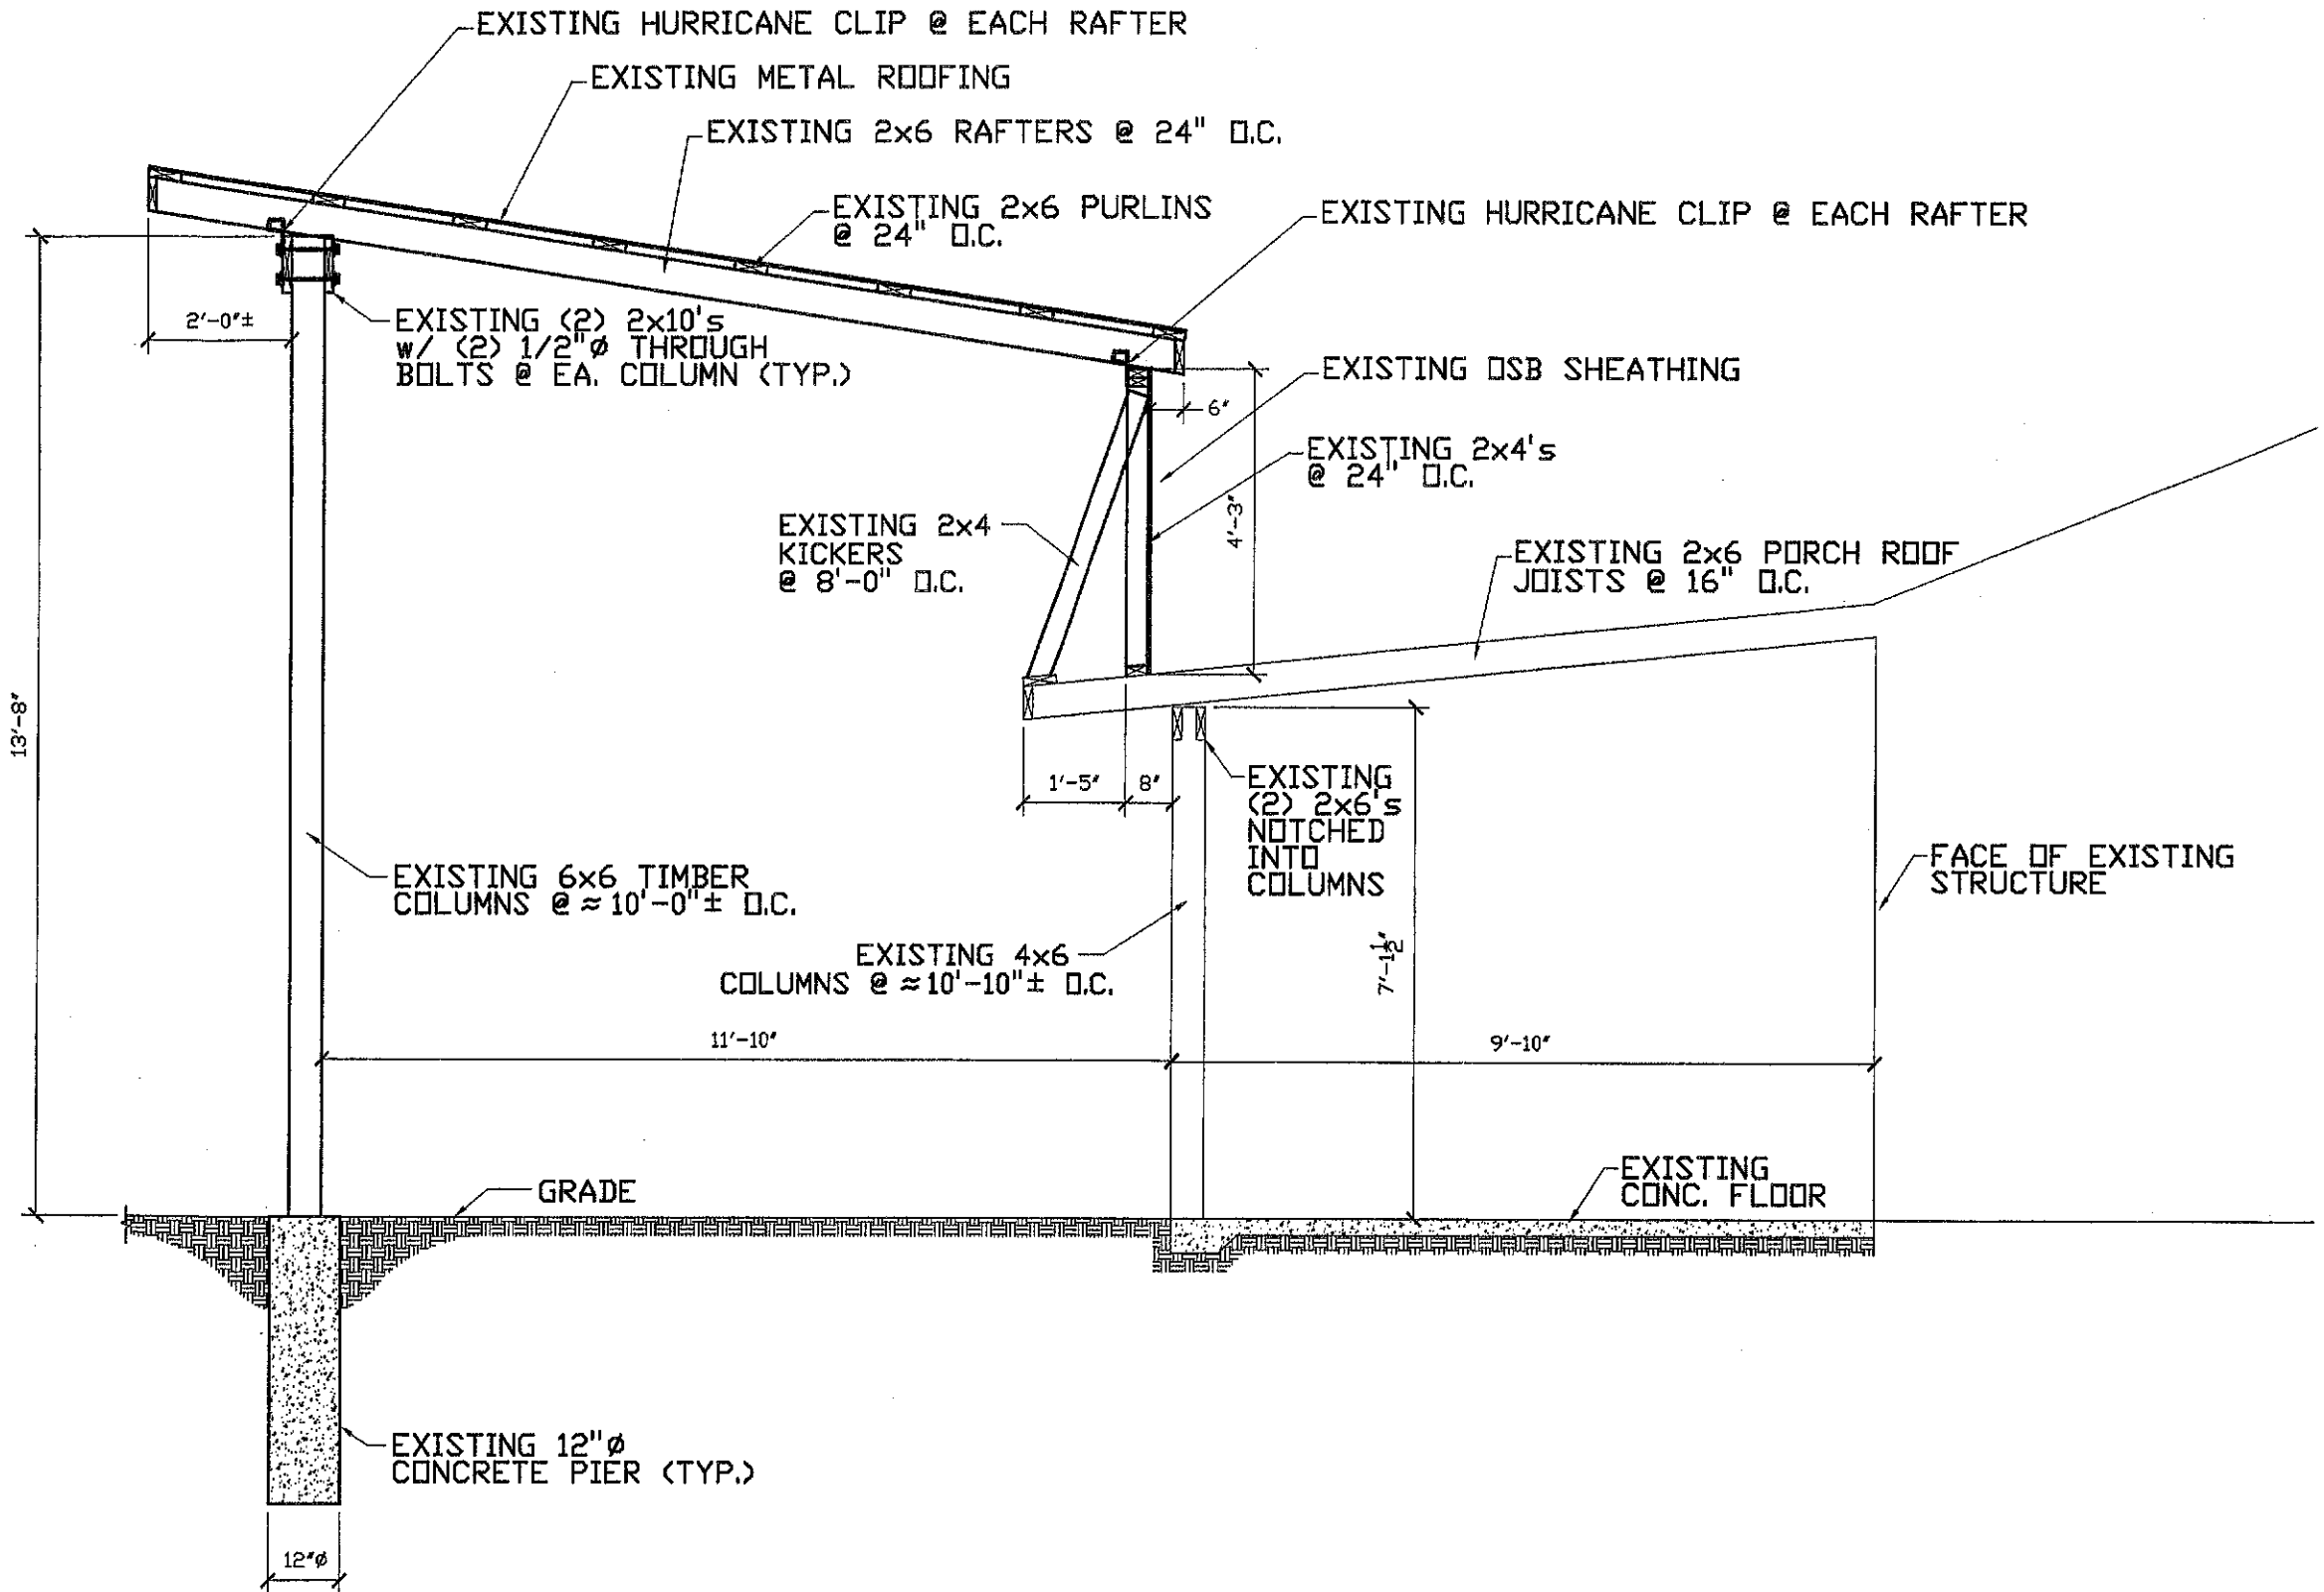 EXISTING HURRICANE CLIP @ EACH RAFTER
EXISTING METAL ROOFING
EXISTING 2x6 RAFTERS @ 24" O.C.
EXISTING 2x6 PURLINS
@ 24" O.C.
EXISTING HURRICANE CLIP @ EACH RAFTER
2'-0"±
EXISTING (2) 2x10's
w/ (2) 1/2"ø THROUGH
BOLTS @ EA. COLUMN (TYP.)
EXISTING OSB SHEATHING
6"
EXISTING 2x4's
@ 24" O.C.
4'-3"
EXISTING 2x4
KICKERS
@ 8'-0" O.C.
EXISTING 2x6 PORCH ROOF
JOISTS @ 16" O.C.
13'-8"
1'-5"
8"
EXISTING
(2) 2x6's
NOTCHED
INTO
COLUMNS
FACE OF EXISTING
STRUCTURE
EXISTING 6x6 TIMBER
COLUMNS @ ≈10'-0"± O.C.
EXISTING 4x6
COLUMNS @ ≈10'-10"± O.C.
7'-1½"
11'-10"
9'-10"
GRADE
EXISTING
CONC. FLOOR
EXISTING 12"ø
CONCRETE PIER (TYP.)
12"ø